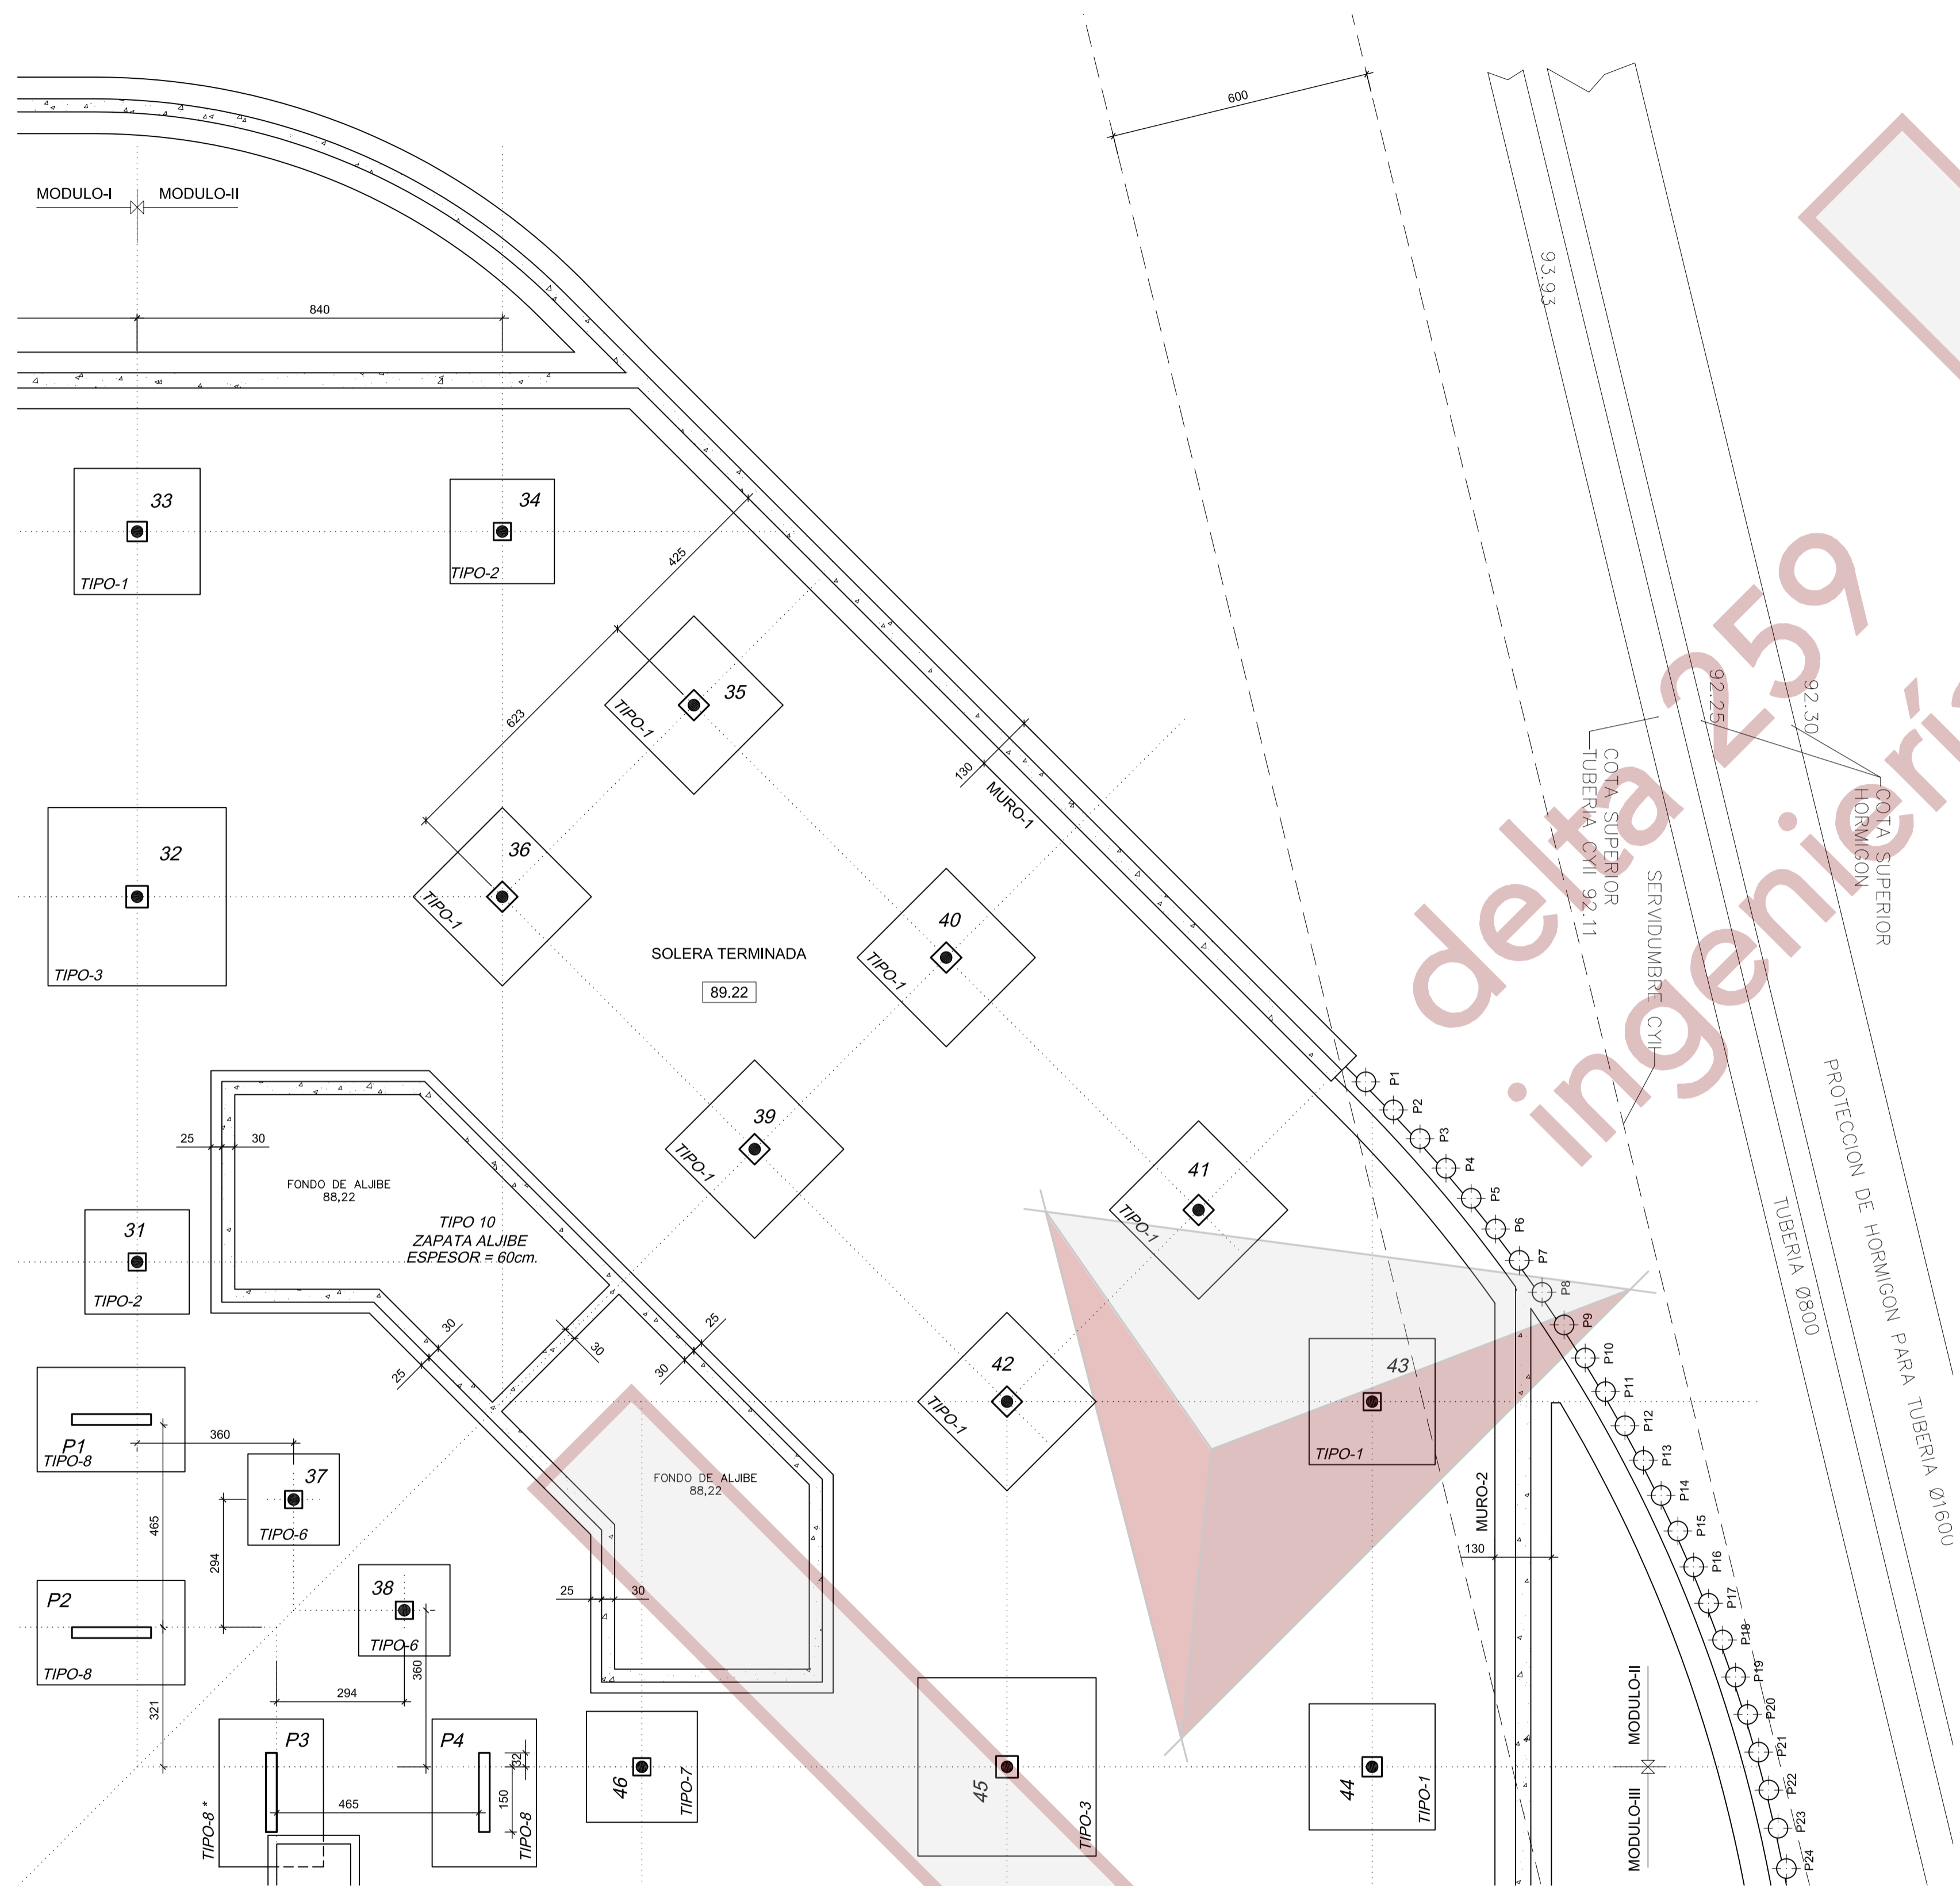 600
MODULO-I MODULO-II
93.93
840
33
TIPO-1
34
TIPO-2
425
623
35
TIPO-1
130
MURO-1
delta 259
ingenierí
92.25
92.30
COTA SUPERIOR
TUBERIA CYII 92.11
COTA SUPERIOR
HORMIGON
SERVIDUMBRE CYII
32
TIPO-3
36
TIPO-1
SOLERA TERMINADA
89.22
40
TIPO-1
39
TIPO-1
41
TIPO-1
25
30
FONDO DE ALJIBE
88,22
TIPO 10
ZAPATA ALJIBE
ESPESOR = 60cm.
31
TIPO-2
30
25
30
25
30
42
TIPO-1
43
TIPO-1
P1
P2
P3
P4
P5
P6
P7
P8
P9
P10
P11
P12
P13
P14
P15
P16
P17
P18
P19
P20
P21
P22
P23
P24
PROTECCION DE HORMIGON PARA TUBERIA Ø1600
TUBERIA Ø800
P1
TIPO-8
360
37
TIPO-6
465
294
FONDO DE ALJIBE
88,22
MURO-2
130
P2
TIPO-8
38
TIPO-6
360
25
30
321
294
P3
TIPO-8 *
P4
TIPO-8
465
32
150
46
TIPO-7
45
TIPO-3
44
TIPO-1
MODULO-II
MODULO-III